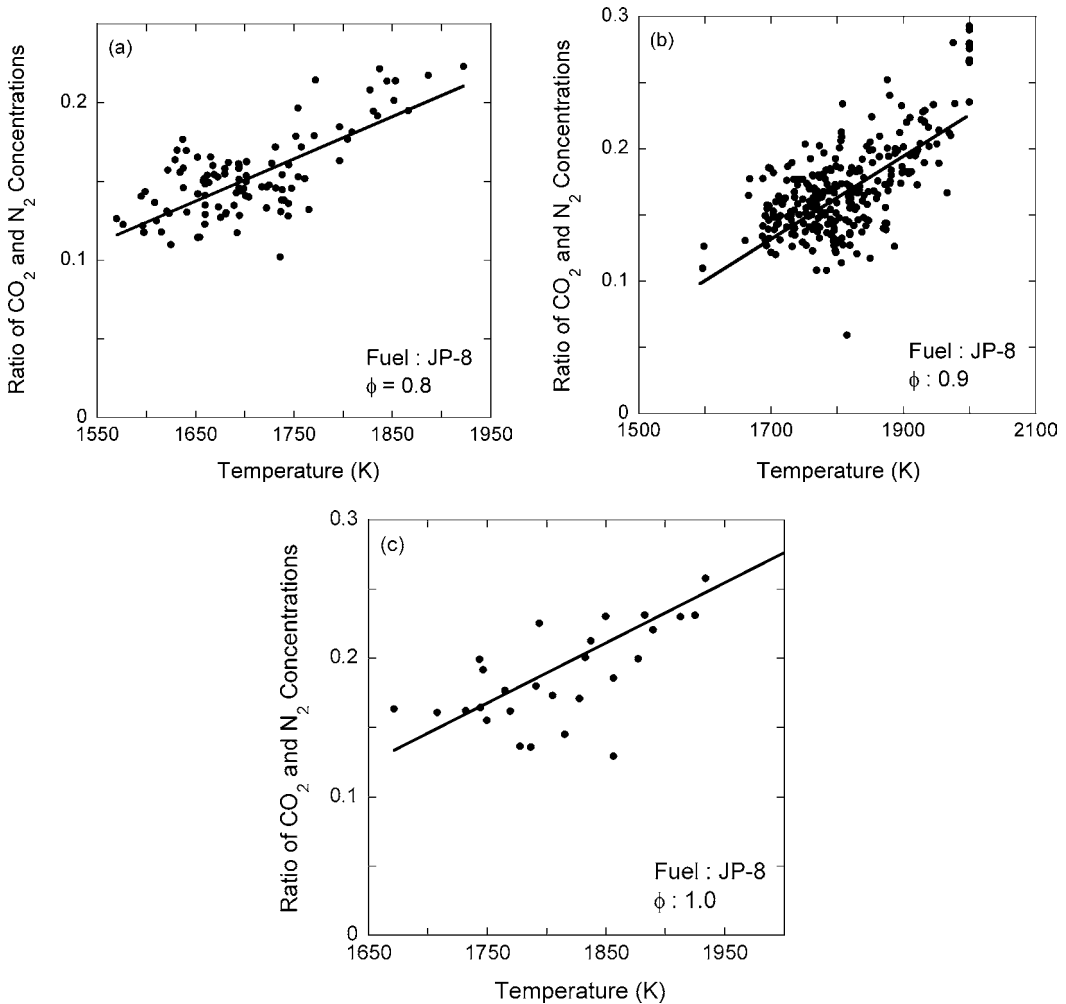 (a)
Ratio of CO2 and N2 Concentrations
0.2
0.1
0
Fuel : JP-8
ϕ = 0.8
1550 1650 1750 1850 1950
Temperature (K)
(b)
Ratio of CO2 and N2 Concentrations
0.3
0.2
0.1
0
Fuel : JP-8
ϕ : 0.9
1500 1700 1900 2100
Temperature (K)
(c)
Ratio of CO2 and N2 Concentrations
0.3
0.2
0.1
0
Fuel : JP-8
ϕ : 1.0
1650 1750 1850 1950
Temperature (K)